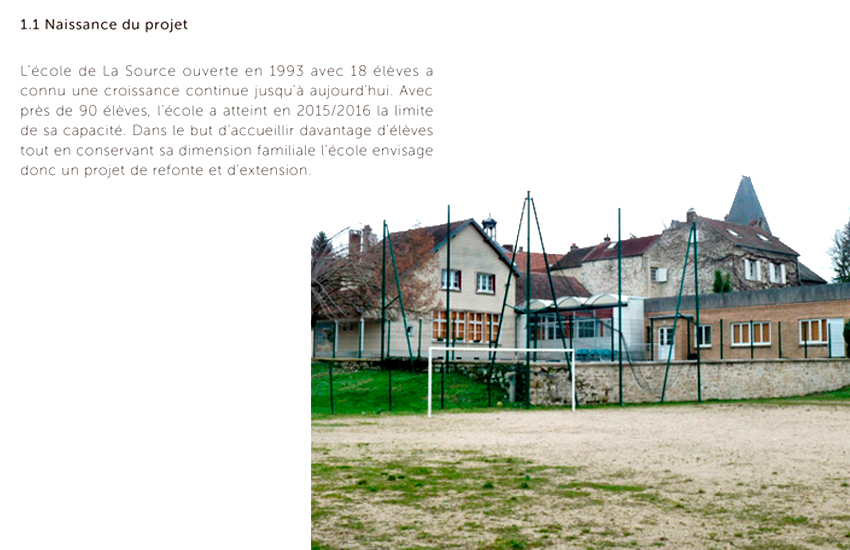 1.1 Naissance du projet
L'école de La Source ouverte en 1993 avec 18 élèves a
connu une croissance continue jusqu'à aujourd'hui. Avec
près de 90 élèves, l'école a atteint en 2015/2016 la limite
de sa capacité. Dans le but d'accueillir davantage d'élèves
tout en conservant sa dimension familiale l'école envisage
donc un projet de refonte et d'extension.